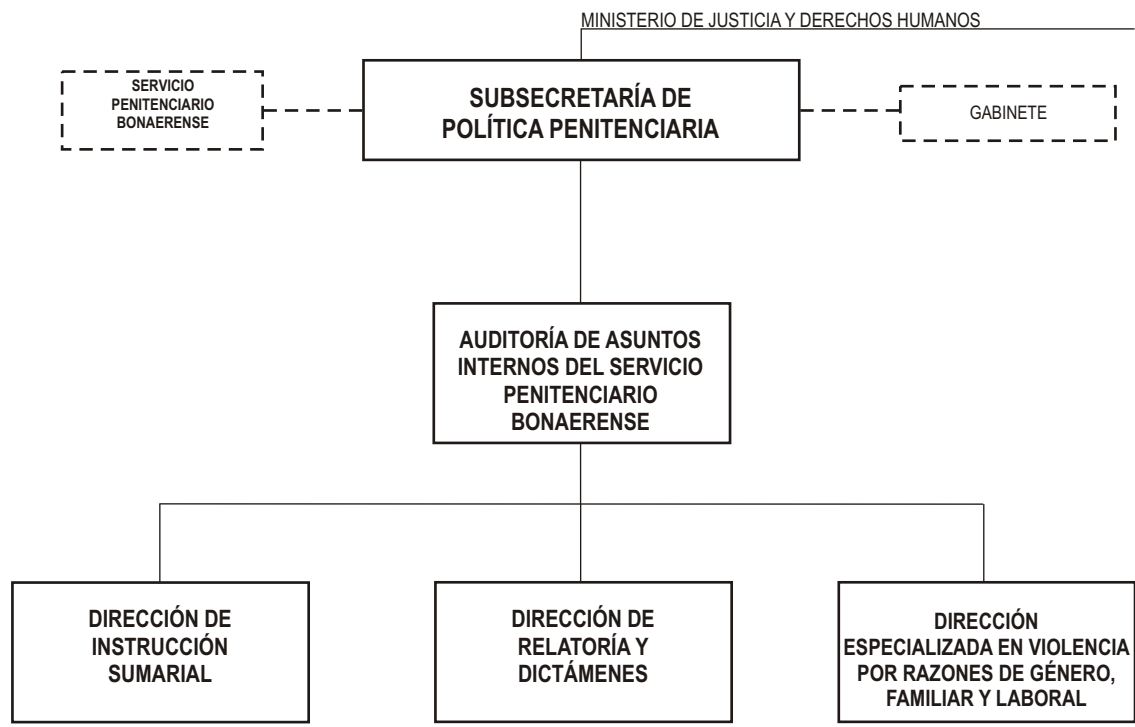 MINISTERIO DE JUSTICIA Y DERECHOS HUMANOS
SERVICIO
PENITENCIARIO
BONAERENSE
SUBSECRETARÍA DE
POLÍTICA PENITENCIARIA
GABINETE
AUDITORÍA DE ASUNTOS
INTERNOS DEL SERVICIO
PENITENCIARIO
BONAERENSE
DIRECCIÓN DE
INSTRUCCIÓN
SUMARIAL
DIRECCIÓN DE
RELATORÍA Y
DICTÁMENES
DIRECCIÓN
ESPECIALIZADA EN VIOLENCIA
POR RAZONES DE GÉNERO,
FAMILIAR Y LABORAL